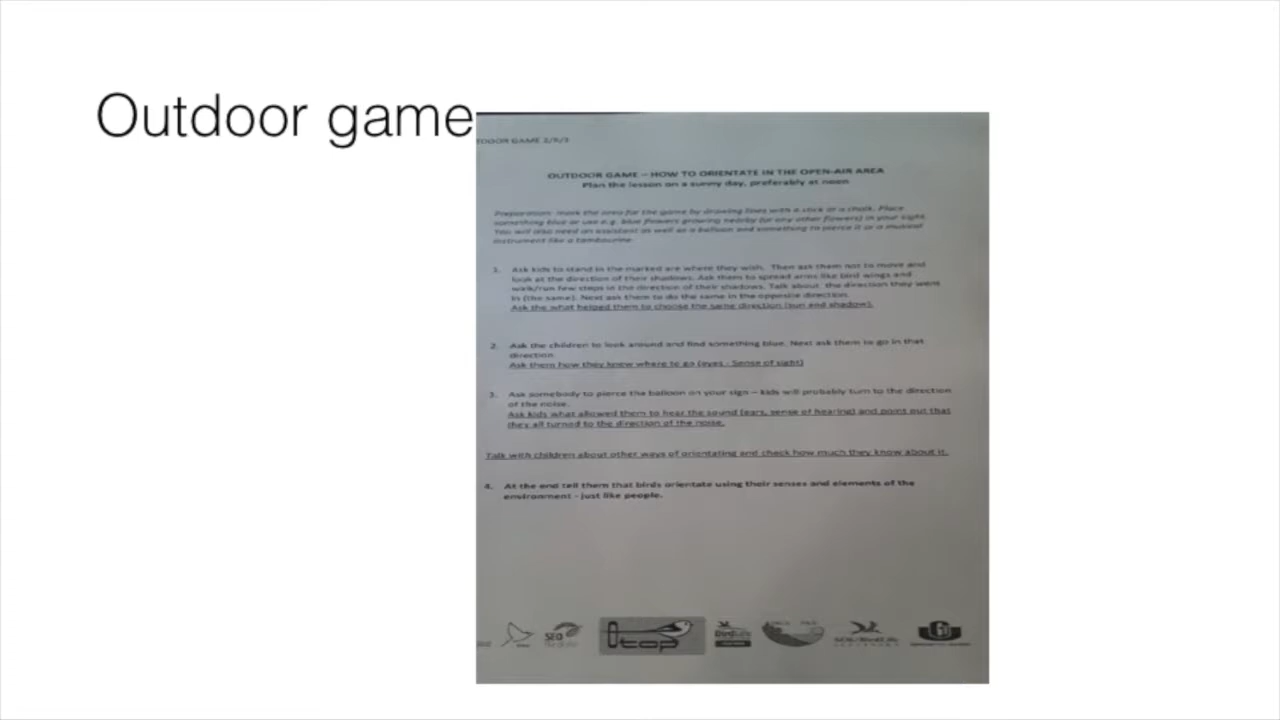 Outdoor game
TDOOR GAME 2/R/3
OUTDOOR GAME – HOW TO ORIENTATE IN THE OPEN-AIR AREA
Plan the lesson on a sunny day, preferably at noon
Preparation: mark the area for the game by drawing lines with a stick or a chalk. Place
something blue or use e.g. blue flowers growing nearby (or any other flowers) in your sight.
You will also need an assistant as well as a balloon and something to pierce it or a musical
instrument like a tambourine.
1. Ask kids to stand in the marked are where they wish. Then ask them not to move and
look at the direction of their shadows. Ask them to spread arms like bird wings and
walk/run few steps in the direction of their shadows. Talk about the direction they went
in (the same). Next ask them to do the same in the opposite direction.
Ask the what helped them to choose the same direction (sun and shadow).
2. Ask the children to look around and find something blue. Next ask them to go in that
direction.
Ask them how they knew where to go (eyes - Sense of sight)
3. Ask somebody to pierce the balloon on your sign – kids will probably turn to the direction
of the noise.
Ask kids what allowed them to hear the sound (ears, sense of hearing) and point out that
they all turned to the direction of the noise.
Talk with children about other ways of orientating and check how much they know about it.
4. At the end tell them that birds orientate using their senses and elements of the
environment - just like people.
SEO
top
SEO/BirdLife